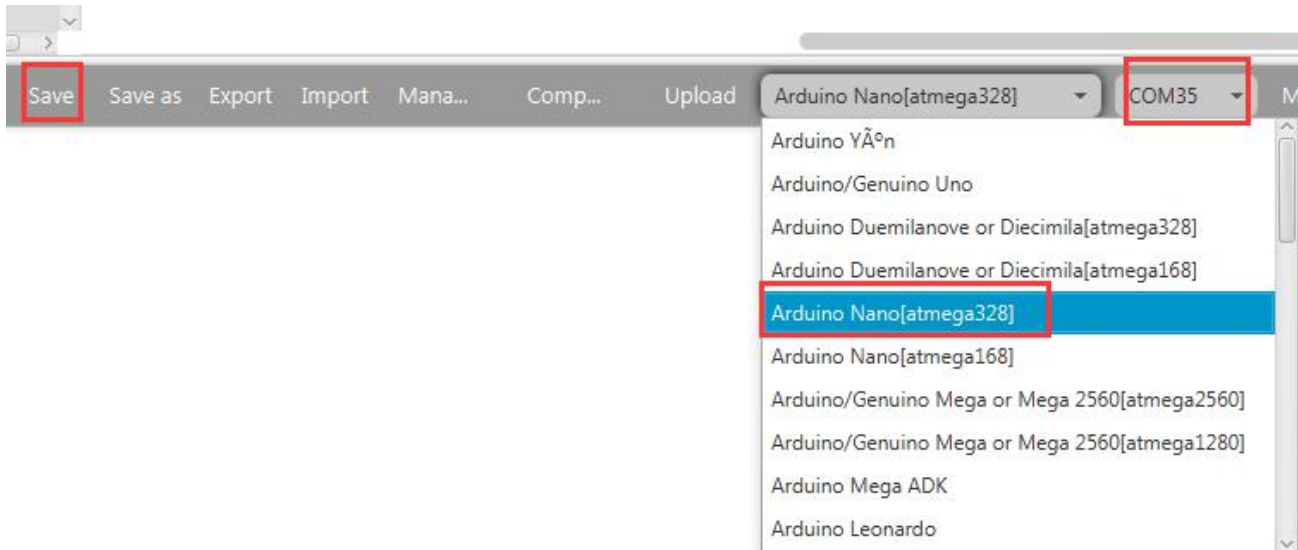 Save Save as Export Import Mana... Comp... Upload Arduino Nano[atmega328] COM35 M
Arduino YÃºn
Arduino/Genuino Uno
Arduino Duemilanove or Diecimila[atmega328]
Arduino Duemilanove or Diecimila[atmega168]
Arduino Nano[atmega328]
Arduino Nano[atmega168]
Arduino/Genuino Mega or Mega 2560[atmega2560]
Arduino/Genuino Mega or Mega 2560[atmega1280]
Arduino Mega ADK
Arduino Leonardo